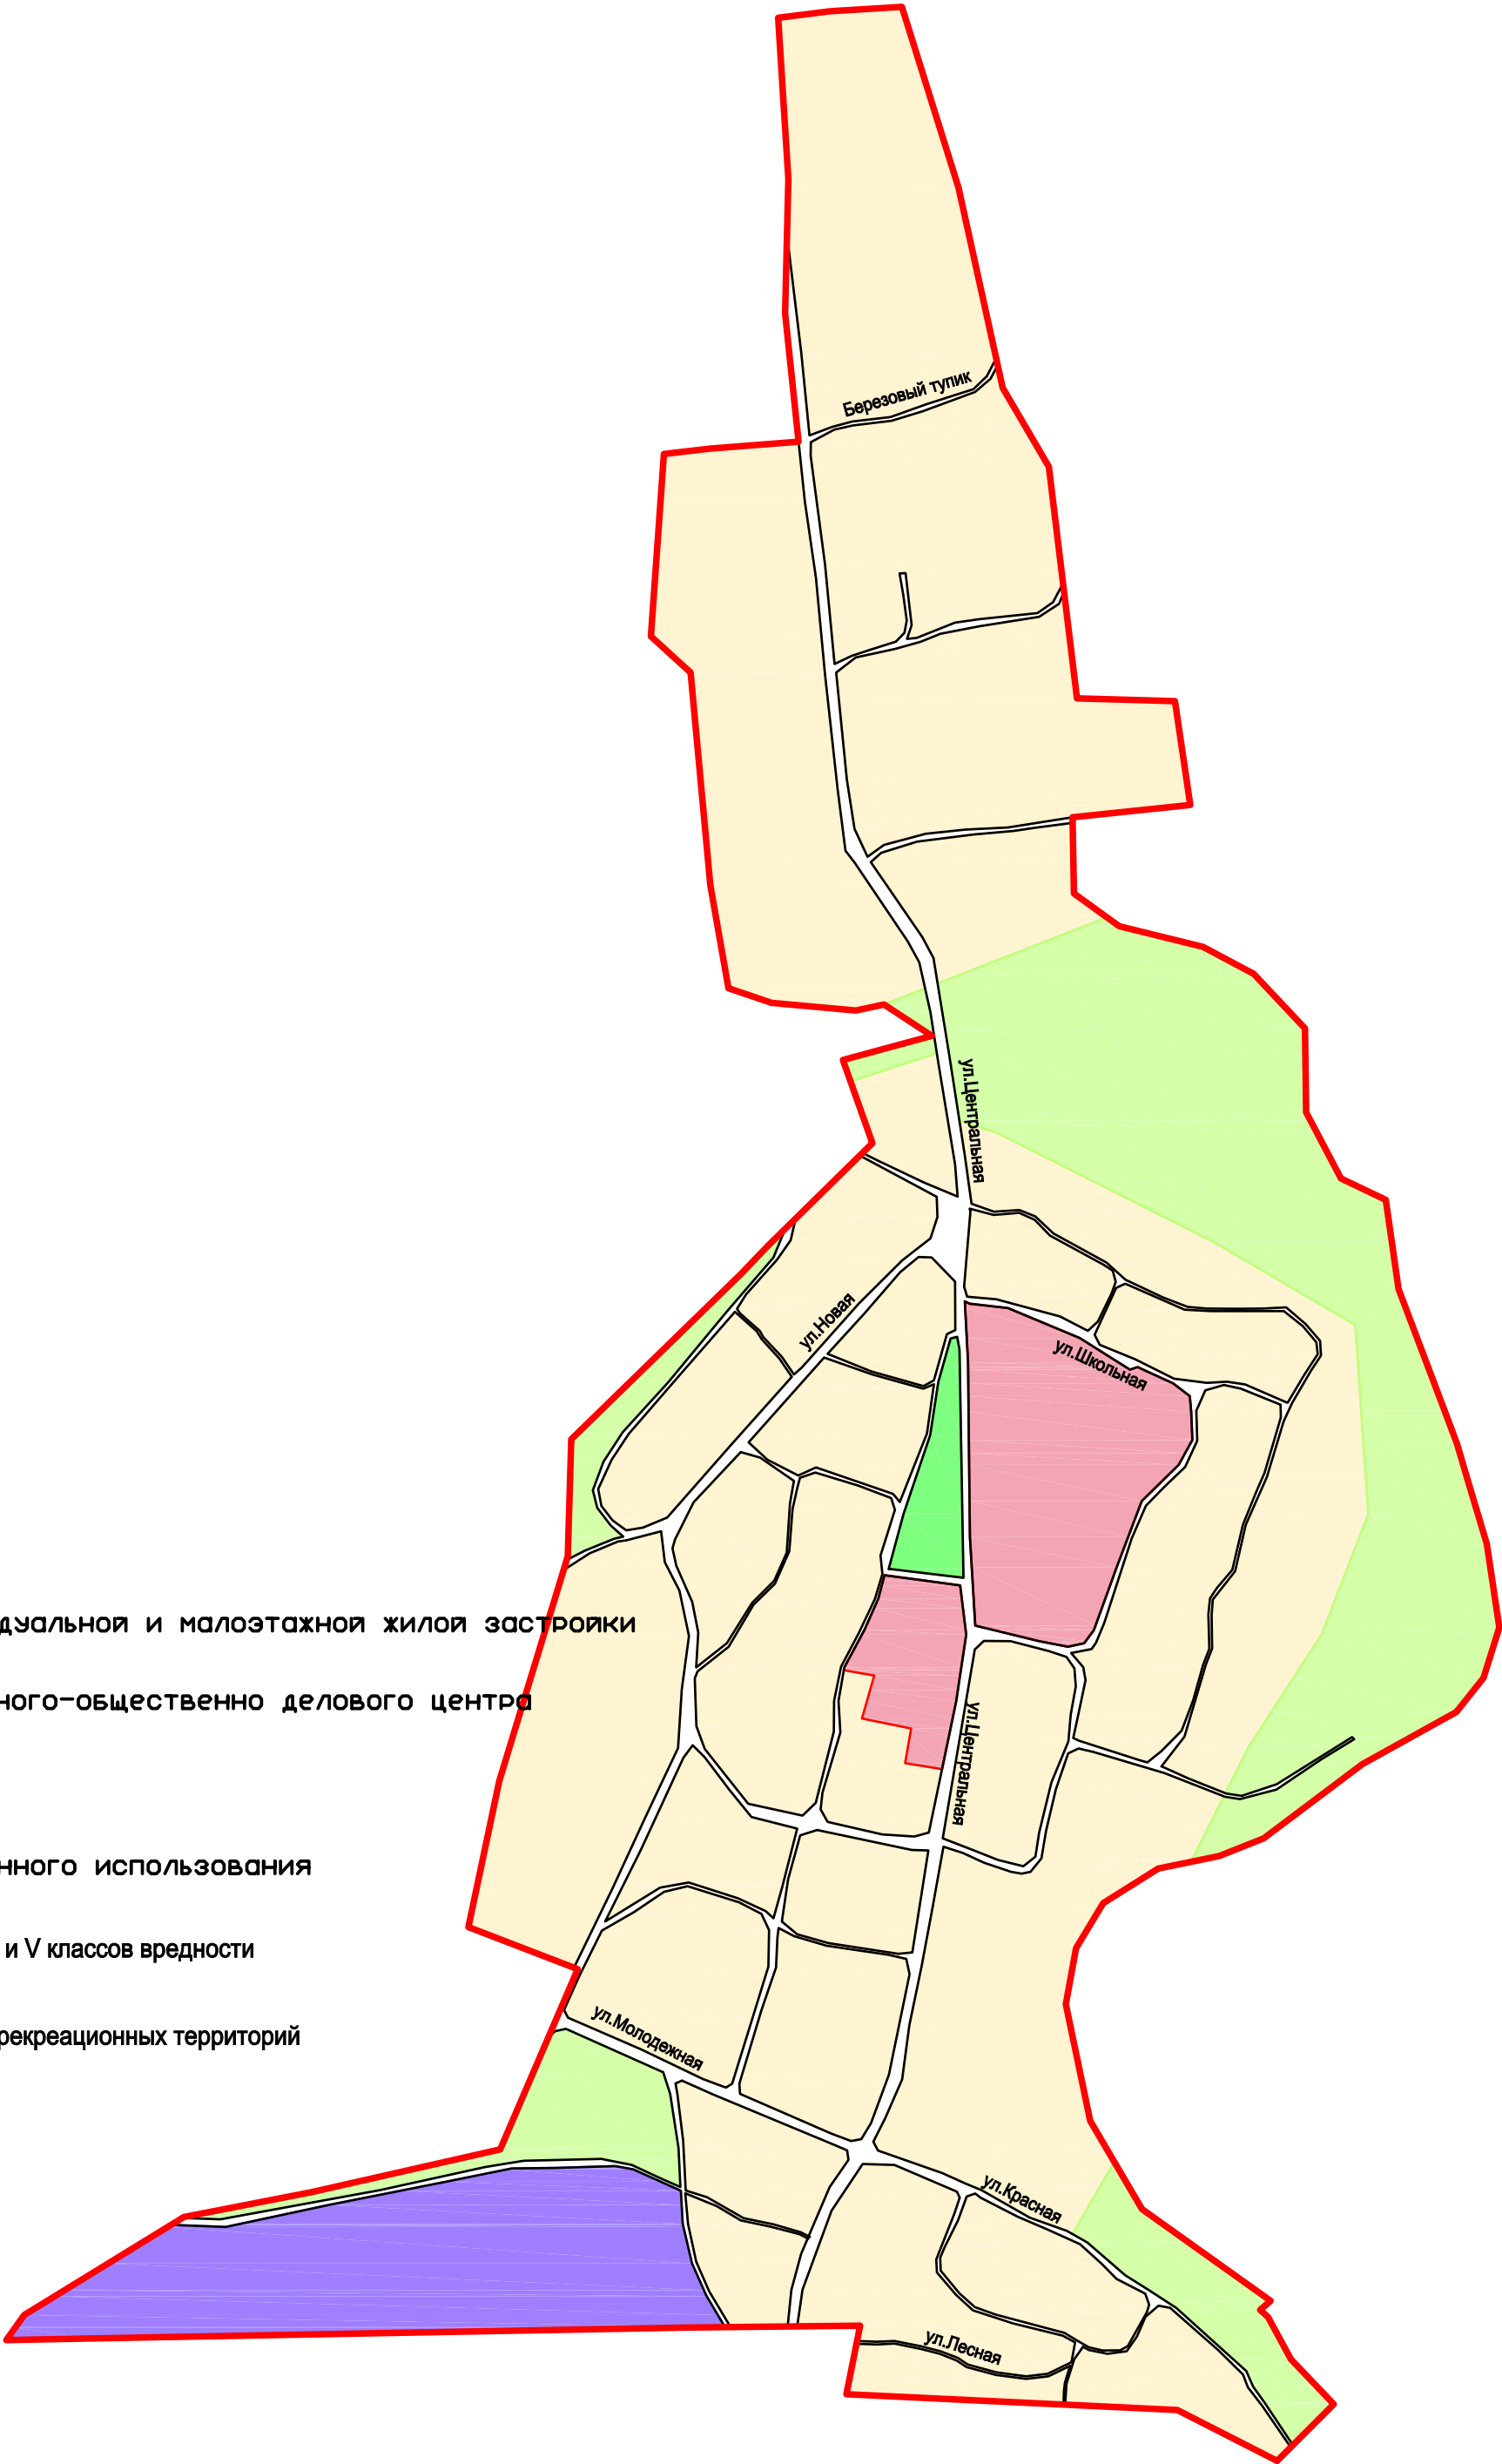 Березовый тупик
ул.Центральная
ул.Новая
ул.Школьная
дуальной и малоэтажной жилой застройки
ного-общественно делового центра
ул.Центральная
нного использования
и V классов вредности
рекреационных территорий
ул.Молодежная
ул.Красная
ул.Лесная